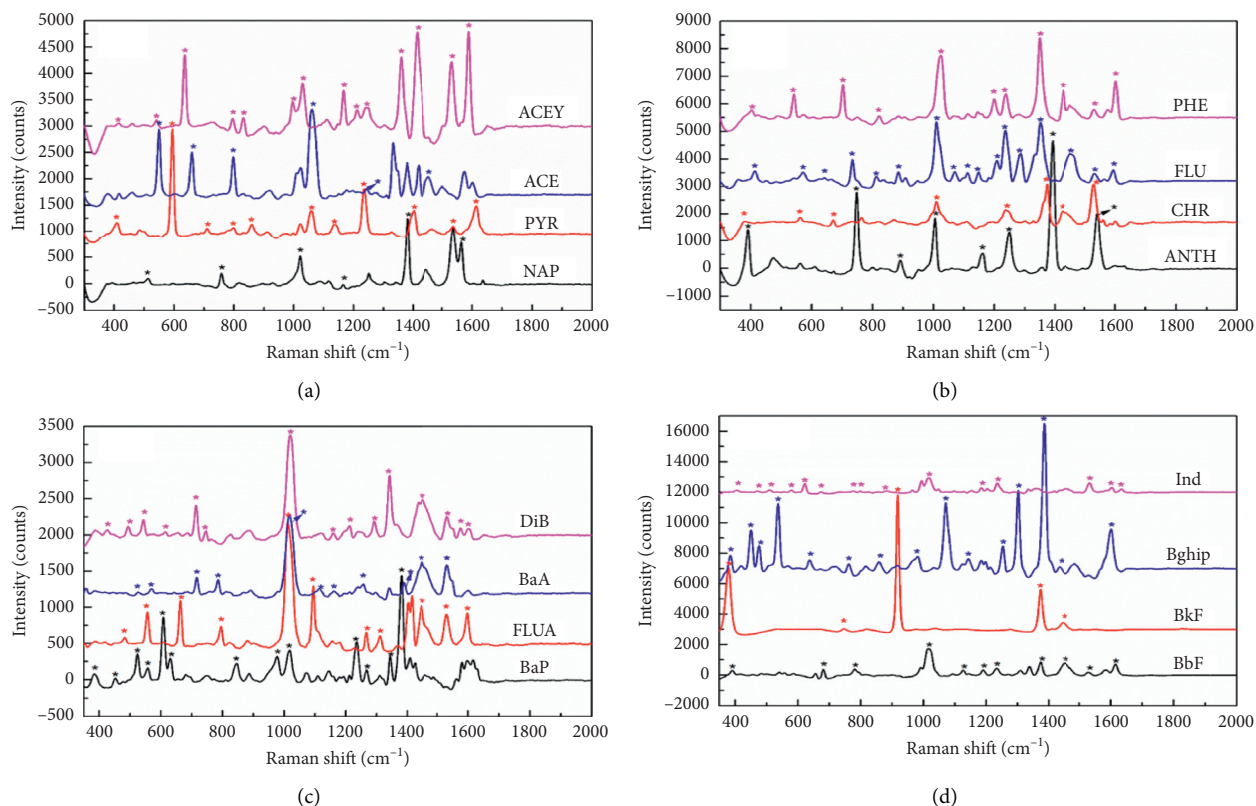 5000
4500
4000
3500
3000
2500
2000
1500
1000
500
0
−500
Intensity (counts)
ACEY
ACE
PYR
NAP
400 600 800 1000 1200 1400 1600 1800 2000
Raman shift (cm−1)
(a)
9000
8000
7000
6000
5000
4000
3000
2000
1000
0
−1000
Intensity (counts)
PHE
FLU
CHR
ANTH
400 600 800 1000 1200 1400 1600 1800 2000
Raman shift (cm−1)
(b)
3500
3000
2500
2000
1500
1000
500
0
−500
Intensity (counts)
DiB
BaA
FLUA
BaP
400 600 800 1000 1200 1400 1600 1800 2000
Raman shift (cm−1)
(c)
16000
14000
12000
10000
8000
6000
4000
2000
0
−2000
Intensity (counts)
Ind
Bghip
BkF
BbF
400 600 800 1000 1200 1400 1600 1800 2000
Raman shift (cm−1)
(d)